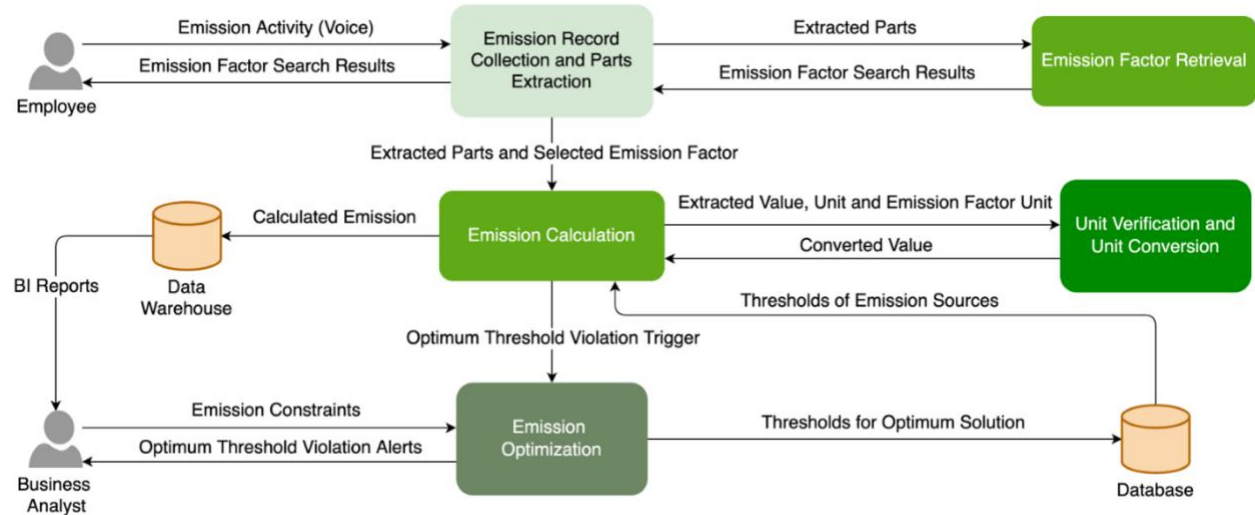 Emission Activity (Voice)
Emission Factor Search Results
Employee
Emission Record
Collection and Parts
Extraction
Extracted Parts
Emission Factor Search Results
Emission Factor Retrieval
Extracted Parts and Selected Emission Factor
Calculated Emission
Emission Calculation
Extracted Value, Unit and Emission Factor Unit
Converted Value
Unit Verification and
Unit Conversion
BI Reports
Data
Warehouse
Thresholds of Emission Sources
Optimum Threshold Violation Trigger
Emission Constraints
Optimum Threshold Violation Alerts
Business
Analyst
Emission
Optimization
Thresholds for Optimum Solution
Database